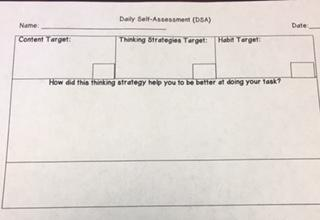 Daily Self-Assessment (DSA)
Name: Date:
Content Target: Thinking Strategies Target: Habit Target:
How did this thinking strategy help you to be better at doing your task?